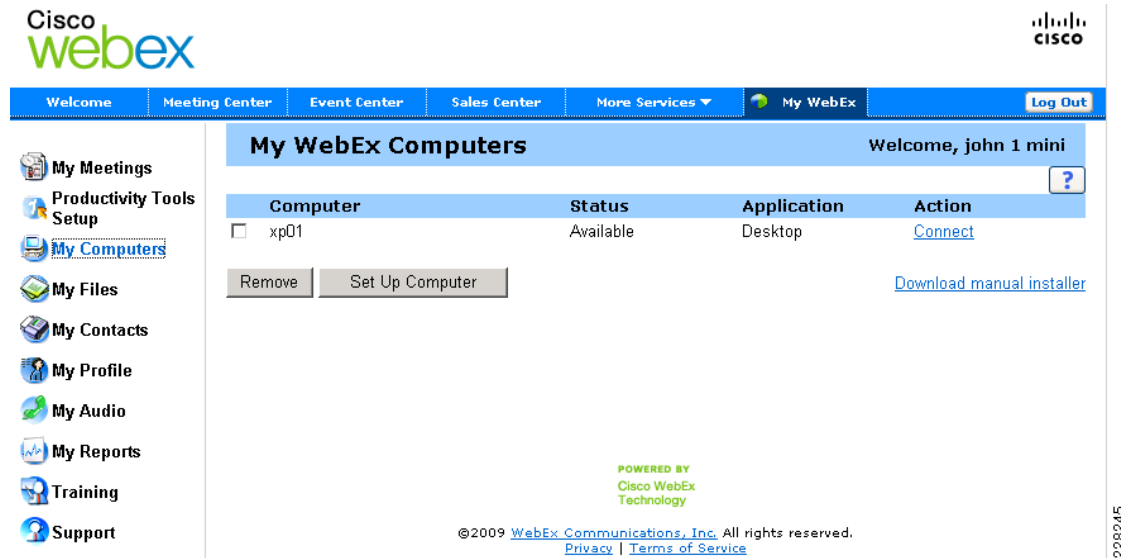 Cisco
webex
cisco
Welcome Meeting Center Event Center Sales Center More Services ▼ My WebEx Log Out
My WebEx Computers Welcome, john 1 mini
?
My Meetings
Productivity Tools
Setup
My Computers
My Files
My Contacts
My Profile
My Audio
My Reports
Training
Support
Computer Status Application Action
xp01 Available Desktop Connect
Remove Set Up Computer Download manual installer
POWERED BY
Cisco WebEx
Technology
©2009 WebEx Communications, Inc. All rights reserved.
Privacy | Terms of Service
228245